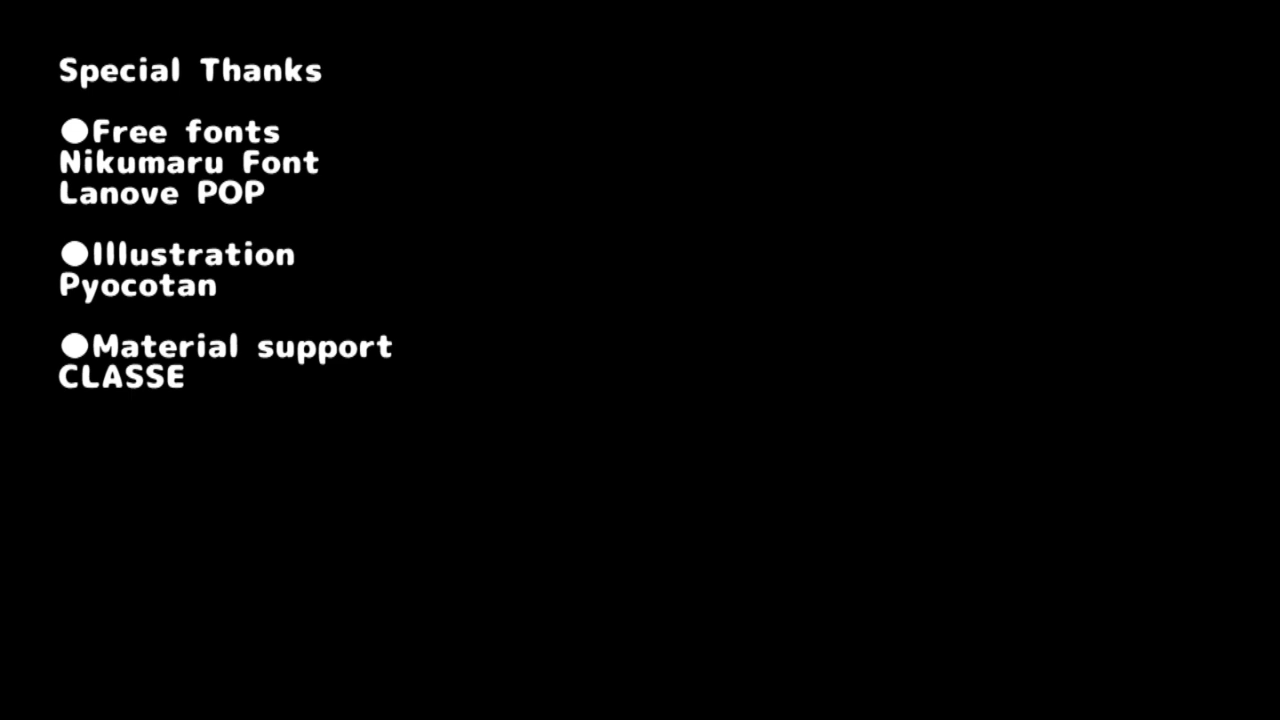 Special Thanks
●Free fonts
Nikumaru Font
Lanove POP
●Illustration
Pyocotan
●Material support
CLASSE